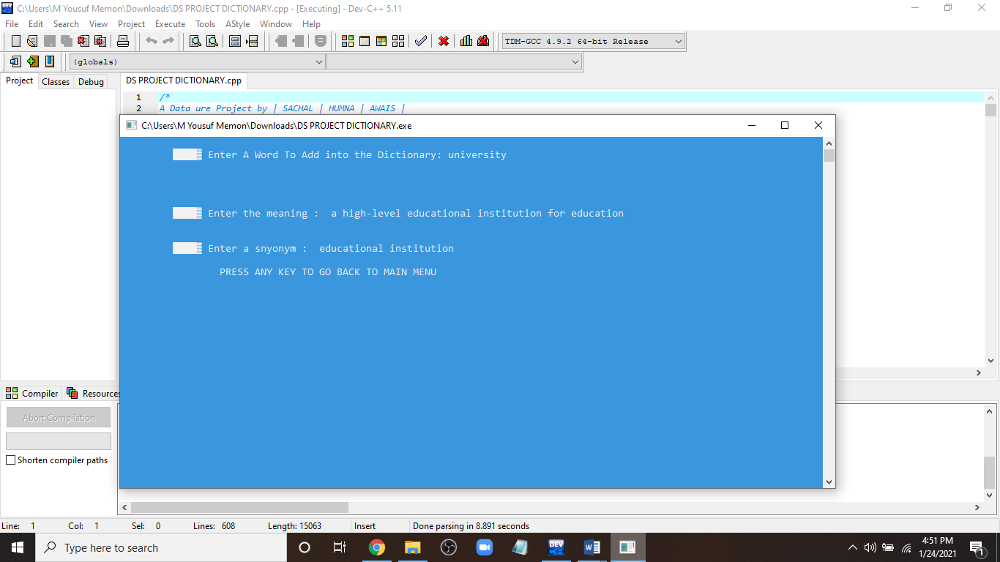 C:\Users\M Yousuf Memon\Downloads\DS PROJECT DICTIONARY.cpp - [Executing] - Dev-C++ 5.11
File Edit Search View Project Execute Tools AStyle Window Help
TDM-GCC 4.9.2 64-bit Release
(globals)
Project Classes Debug
DS PROJECT DICTIONARY.cpp
1 /*
2 A Data ure Project by | SACHAL | HUMNA | AWAIS |
C:\Users\M Yousuf Memon\Downloads\DS PROJECT DICTIONARY.exe
Enter A Word To Add into the Dictionary: university
Enter the meaning : a high-level educational institution for education
Enter a snyonym : educational institution
PRESS ANY KEY TO GO BACK TO MAIN MENU
Compiler Resources
Abort Compilation
Shorten compiler paths
Line: 1 Col: 1 Sel: 0 Lines: 608 Length: 15063 Insert Done parsing in 8.891 seconds
Type here to search
DEV
W
4:51 PM
1/24/2021
1